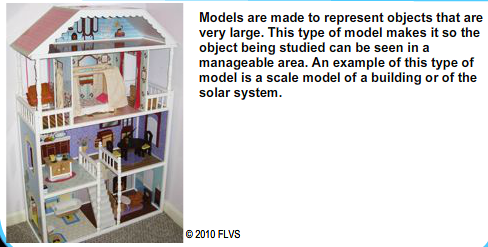 Models are made to represent objects that are
very large. This type of model makes it so the
object being studied can be seen in a
manageable area. An example of this type of
model is a scale model of a building or of the
solar system.
© 2010 FLVS